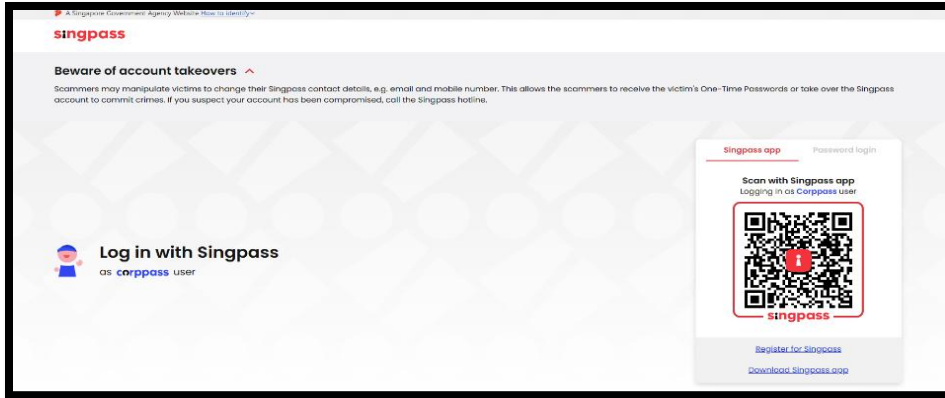 A Singapore Government Agency Website How to identify
singpass
Beware of account takeovers
Scammers may manipulate victims to change their Singpass contact details, e.g. email and mobile number. This allows the scammers to receive the victim's One-Time Passwords or take over the Singpass
account to commit crimes. If you suspect your account has been compromised, call the Singpass hotline.
Singpass app
Password login
Scan with Singpass app
Logging in as Corppass user
Log in with Singpass
as corppass user
singpass
Register for Singpass
Download Singpass app